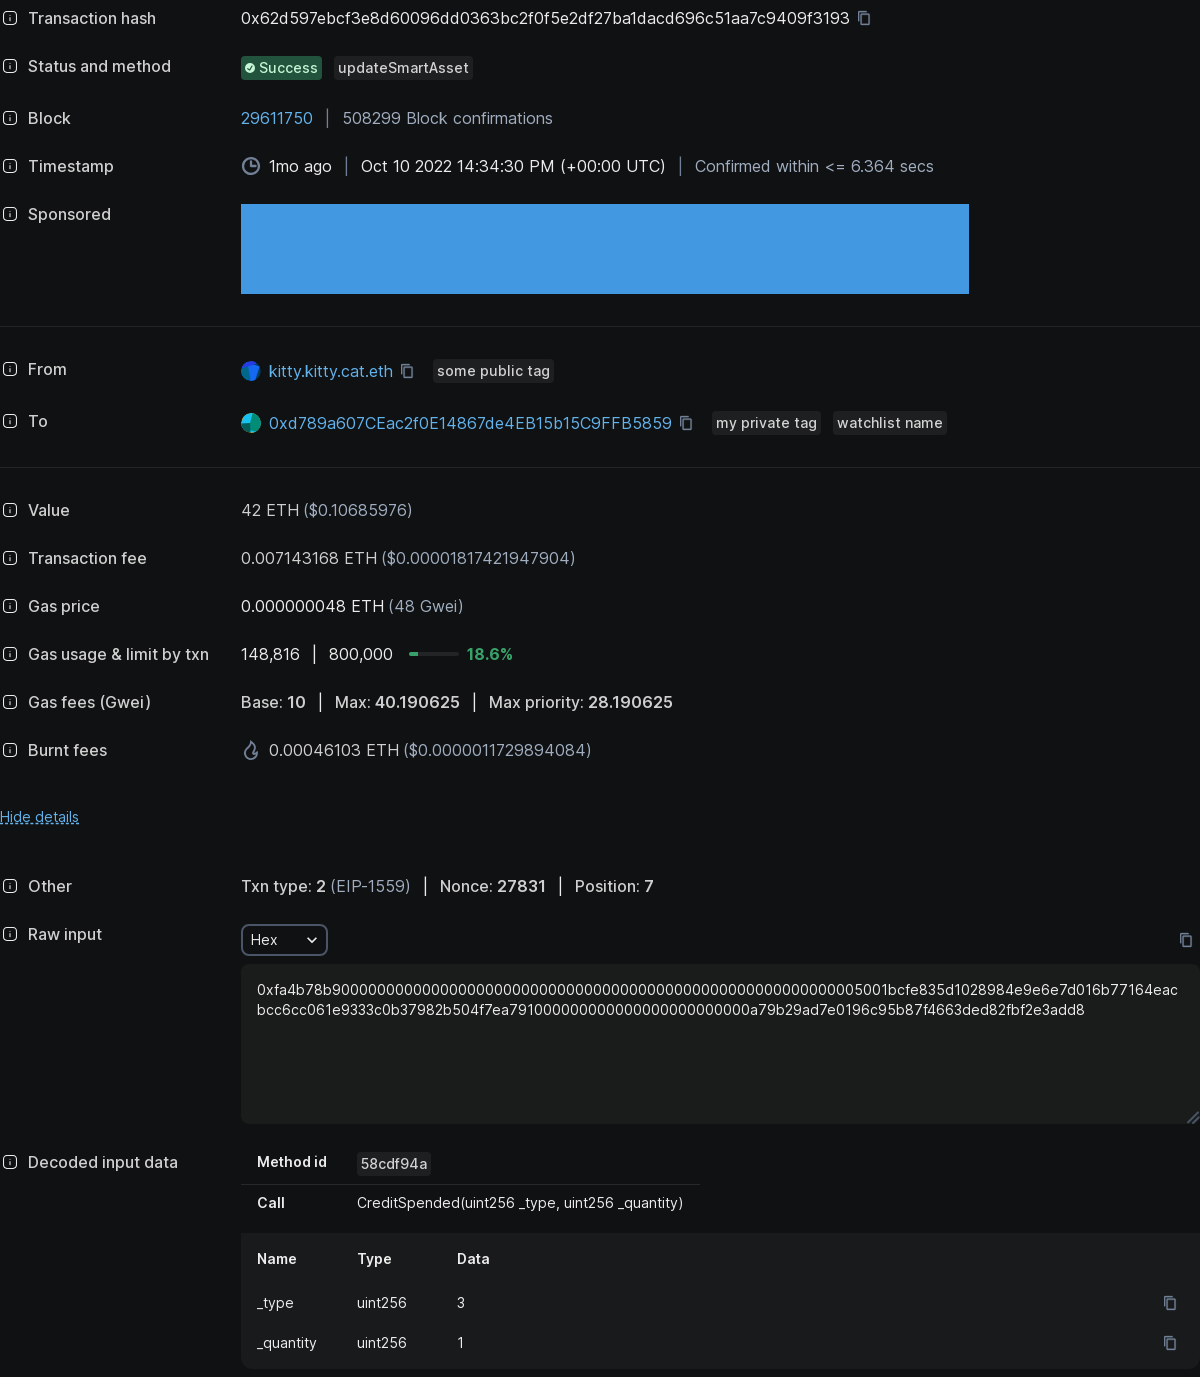 Transaction hash 0x62d597ebcf3e8d60096dd0363bc2f0f5e2df27ba1dacd696c51aa7c9409f3193
Status and method Success updateSmartAsset
Block 29611750 | 508299 Block confirmations
Timestamp 1mo ago | Oct 10 2022 14:34:30 PM (+00:00 UTC) | Confirmed within <= 6.364 secs
Sponsored
From kitty.kitty.cat.eth some public tag
To 0xd789a607CEac2f0E14867de4EB15b15C9FFB5859 my private tag watchlist name
Value 42 ETH ($0.10685976)
Transaction fee 0.007143168 ETH ($0.00001817421947904)
Gas price 0.000000048 ETH (48 Gwei)
Gas usage & limit by txn 148,816 | 800,000 18.6%
Gas fees (Gwei) Base: 10 | Max: 40.190625 | Max priority: 28.190625
Burnt fees 0.00046103 ETH ($0.0000011729894084)
Hide details
Other Txn type: 2 (EIP-1559) | Nonce: 27831 | Position: 7
Raw input Hex
0xfa4b78b90000000000000000000000000000000000000000000000000000000005001bcfe835d1028984e9e6e7d016b77164eac
bcc6cc061e9333c0b37982b504f7ea791000000000000000000000000a79b29ad7e0196c95b87f4663ded82fbf2e3add8
Decoded input data Method id 58cdf94a
Call CreditSpended(uint256 _type, uint256 _quantity)
Name Type Data
_type uint256 3
_quantity uint256 1